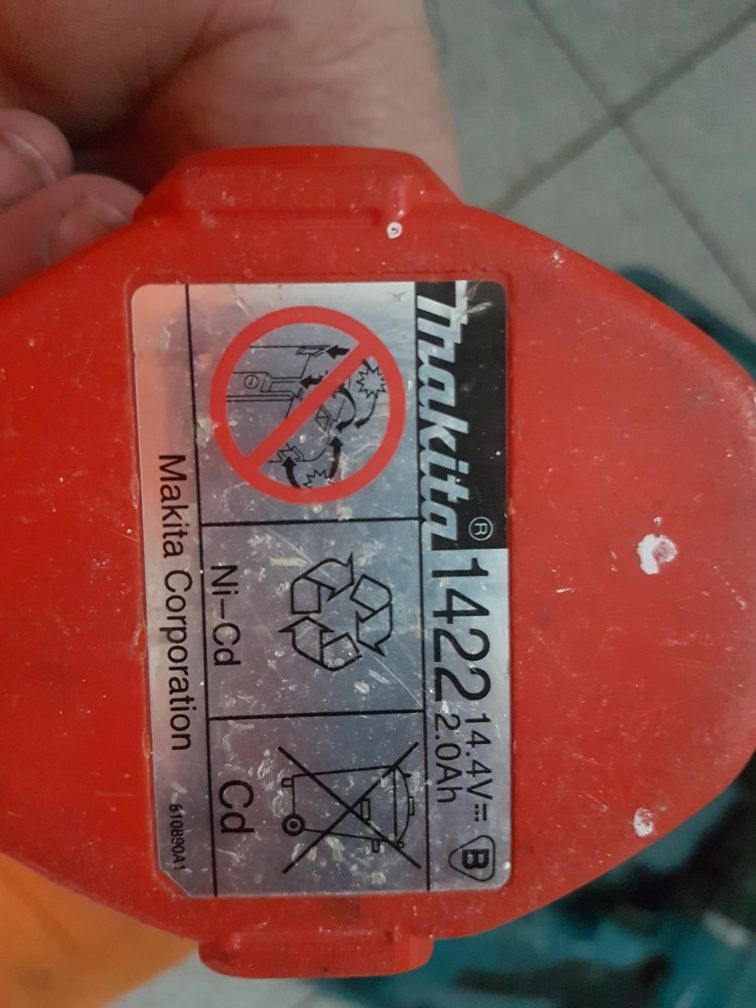 makita® 1422 14.4V⎓ B
2.0Ah
Ni-Cd
Cd
Makita Corporation
610890A1